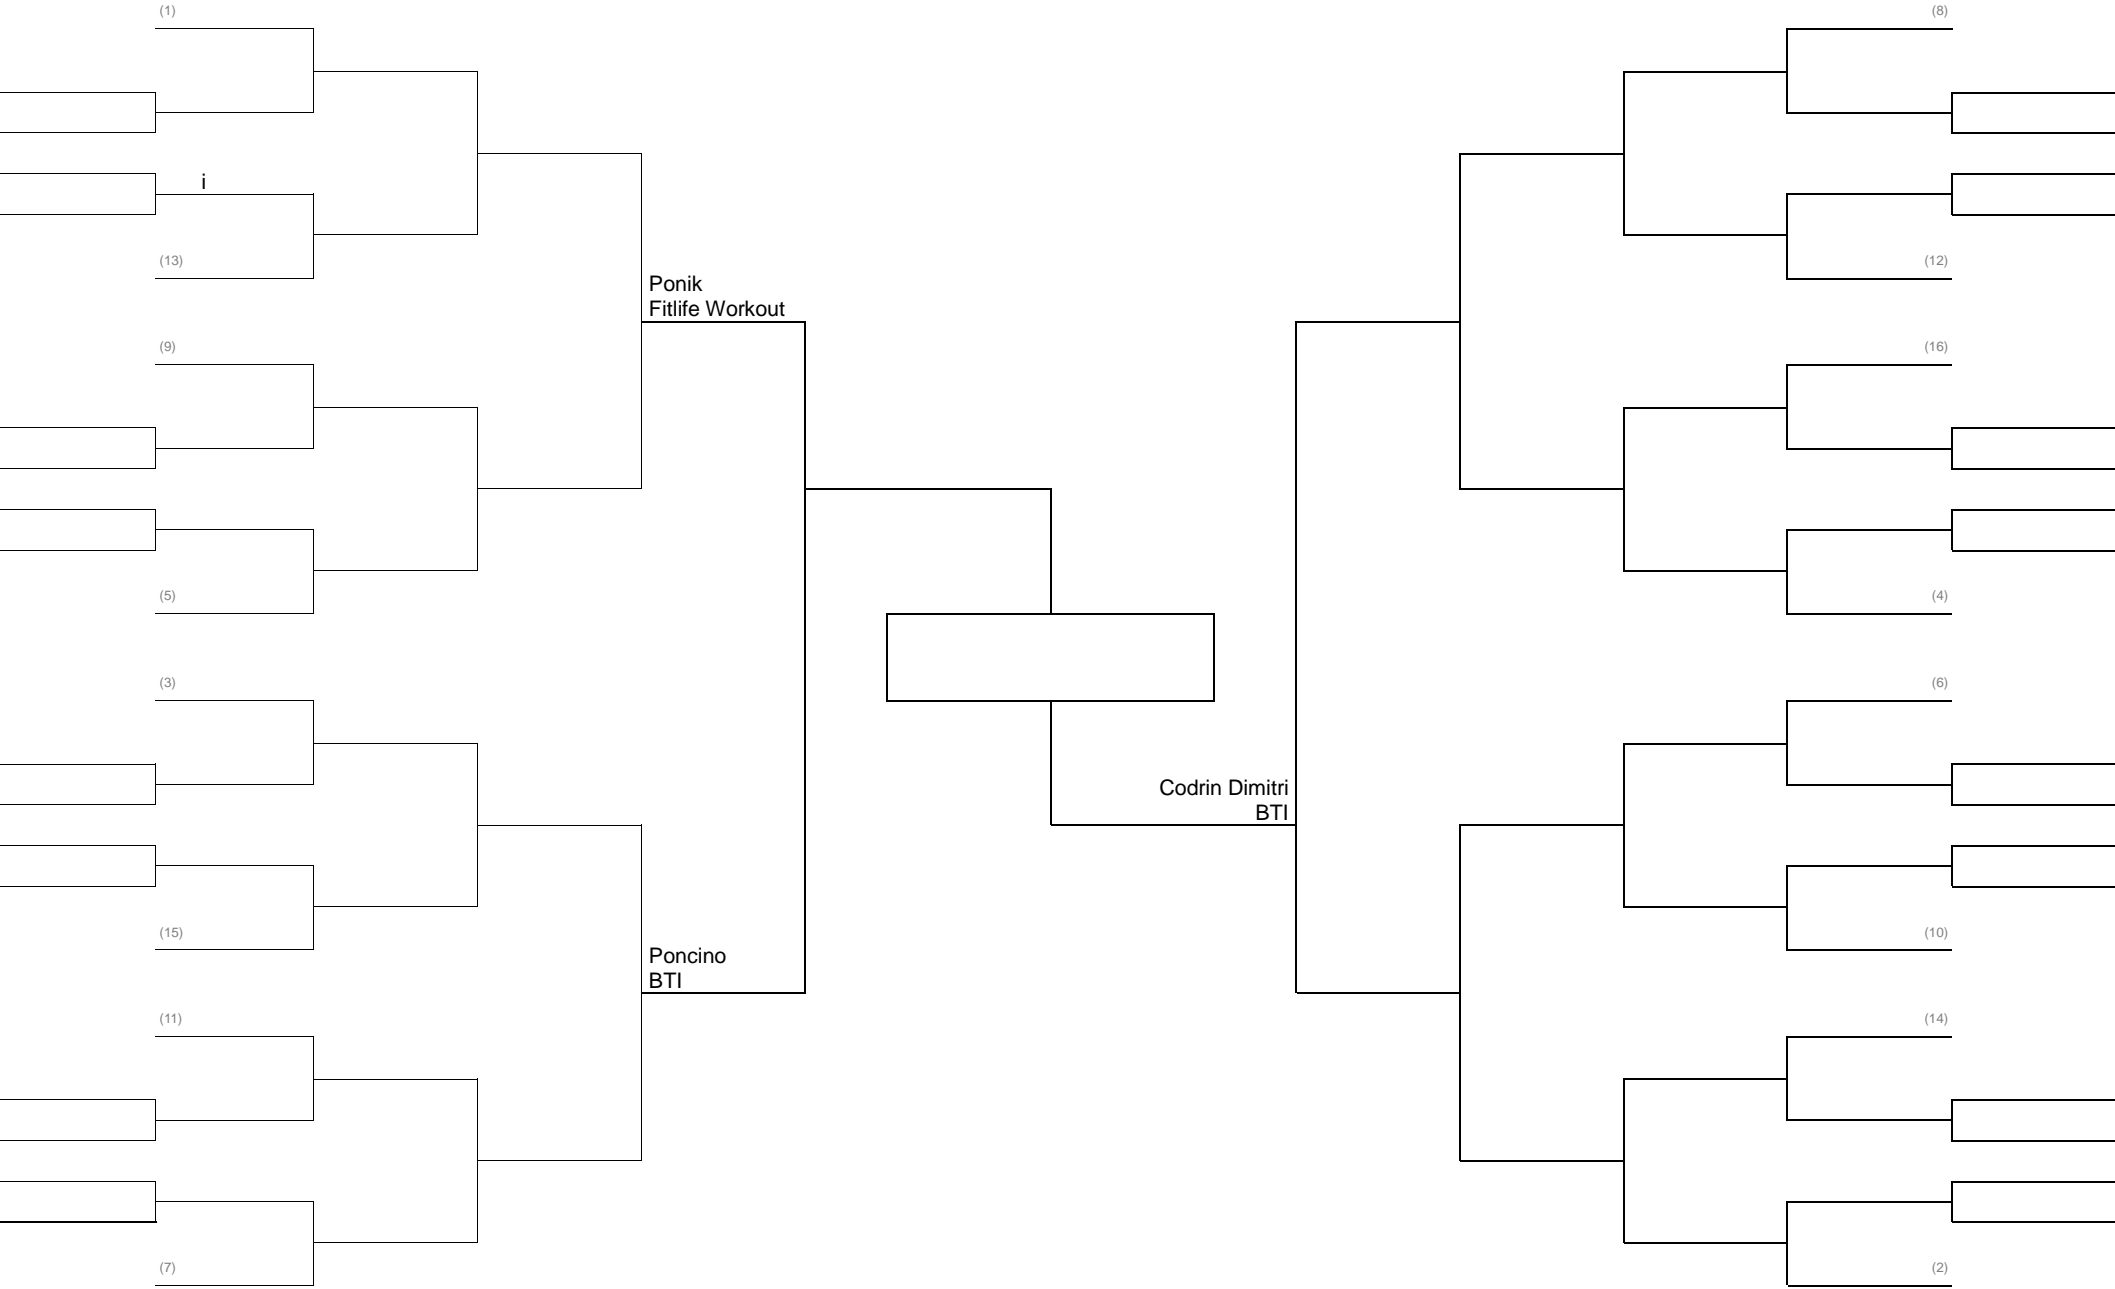 (1)
(8)
i
(13)
(12)
Ponik
Fitlife Workout
(9)
(16)
(5)
(4)
(3)
(6)
Codrin Dimitri
BTI
(15)
(10)
Poncino
BTI
(11)
(14)
(7)
(2)